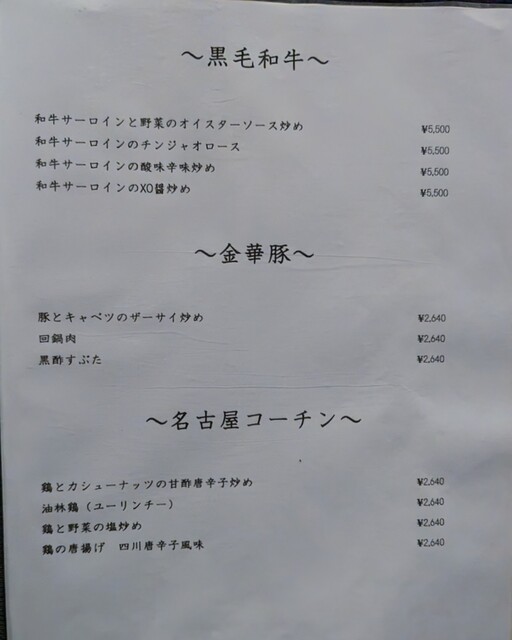 ～黒毛和牛～
和牛サーロインと野菜のオイスターソース炒め ¥5,500
和牛サーロインのチンジャオロース ¥5,500
和牛サーロインの酸味辛味炒め ¥5,500
和牛サーロインのXO醤炒め ¥5,500
～金華豚～
豚とキャベツのザーサイ炒め ¥2,640
回鍋肉 ¥2,640
黒酢すぶた ¥2,640
～名古屋コーチン～
鶏とカシューナッツの甘酢唐辛子炒め ¥2,640
油林鶏（ユーリンチー） ¥2,640
鶏と野菜の塩炒め ¥2,640
鶏の唐揚げ　四川唐辛子風味 ¥2,640